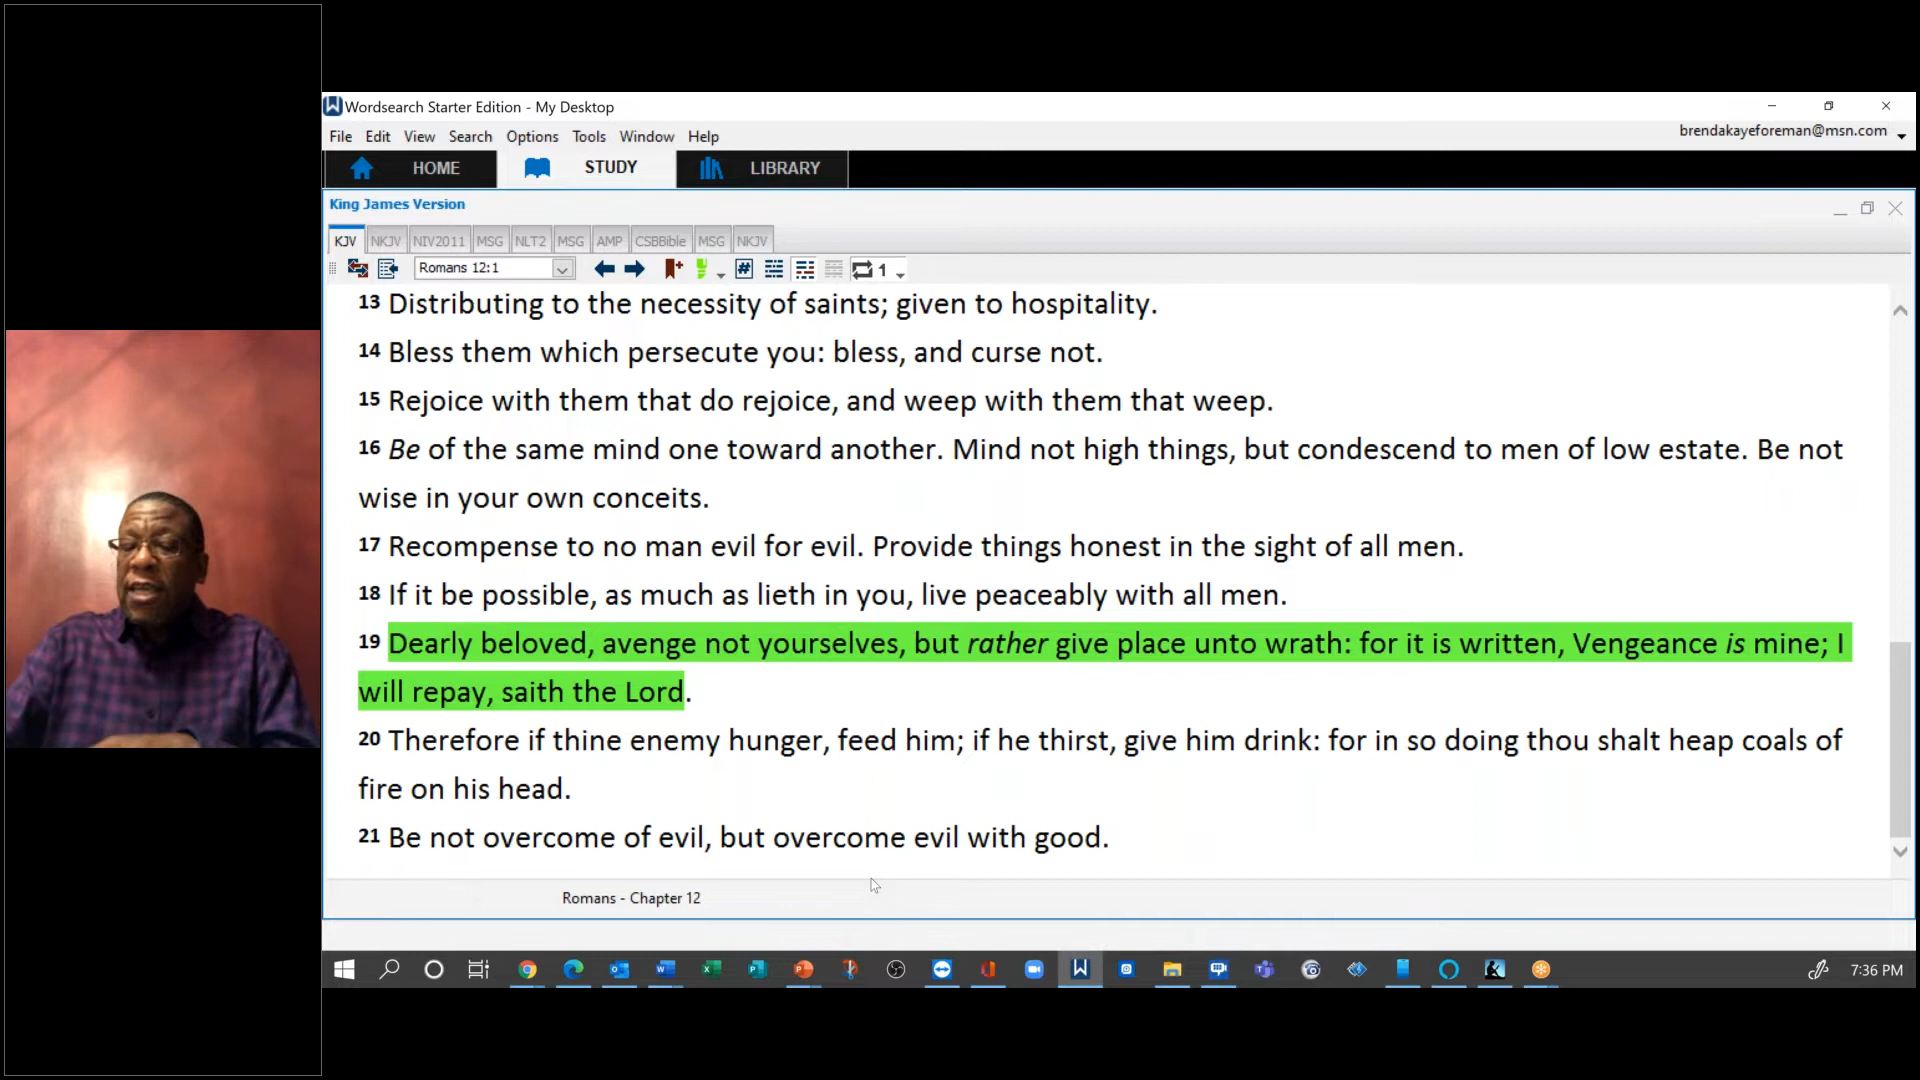 Wordsearch Starter Edition - My Desktop
File Edit View Search Options Tools Window Help
brendakayeforeman@msn.com
HOME STUDY LIBRARY
King James Version
KJV NKJV NIV2011 MSG NLT2 MSG AMP CSBBible MSG NKJV
Romans 12:1
1
13 Distributing to the necessity of saints; given to hospitality.
14 Bless them which persecute you: bless, and curse not.
15 Rejoice with them that do rejoice, and weep with them that weep.
16 Be of the same mind one toward another. Mind not high things, but condescend to men of low estate. Be not
wise in your own conceits.
17 Recompense to no man evil for evil. Provide things honest in the sight of all men.
18 If it be possible, as much as lieth in you, live peaceably with all men.
19 Dearly beloved, avenge not yourselves, but rather give place unto wrath: for it is written, Vengeance is mine; I
will repay, saith the Lord.
20 Therefore if thine enemy hunger, feed him; if he thirst, give him drink: for in so doing thou shalt heap coals of
fire on his head.
21 Be not overcome of evil, but overcome evil with good.
Romans - Chapter 12
7:36 PM